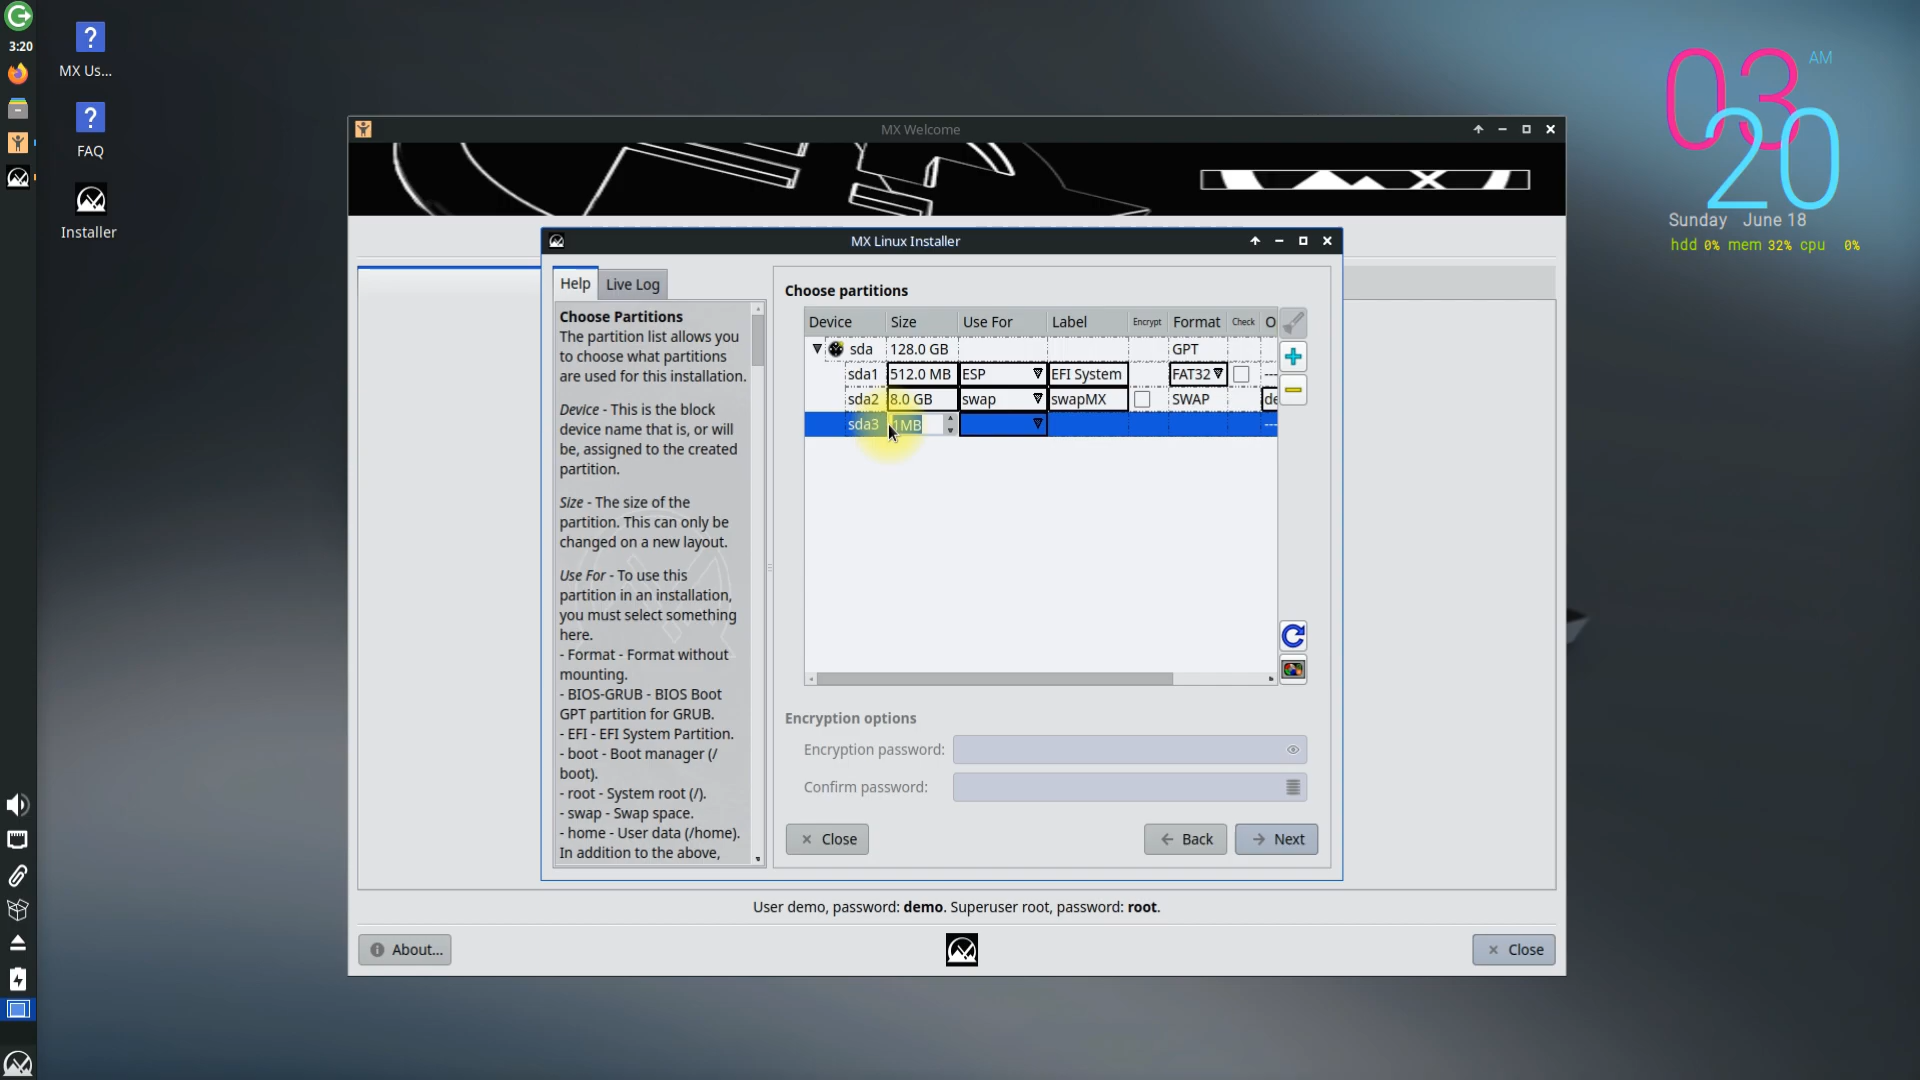 3:20
MX Us...
FAQ
Installer
03
AM
20
Sunday June 18
hdd 0% mem 32% cpu 0%
MX Welcome
MX Linux Installer
Help
Live Log
Choose Partitions
The partition list allows you
to choose what partitions
are used for this installation.
Device - This is the block
device name that is, or will
be, assigned to the created
partition.
Size - The size of the
partition. This can only be
changed on a new layout.
Use For - To use this
partition in an installation,
you must select something
here.
- Format - Format without
mounting.
- BIOS-GRUB - BIOS Boot
GPT partition for GRUB.
- EFI - EFI System Partition.
- boot - Boot manager (/
boot).
- root - System root (/).
- swap - Swap space.
- home - User data (/home).
In addition to the above,
Choose partitions
Device Size Use For Label Encrypt Format Check O
sda 128.0 GB GPT
sda1 512.0 MB ESP EFI System FAT32 ---
sda2 8.0 GB swap swapMX SWAP de
sda3 1MB ---
Encryption options
Encryption password:
Confirm password:
Close
Back
Next
User demo, password: demo. Superuser root, password: root.
About...
Close